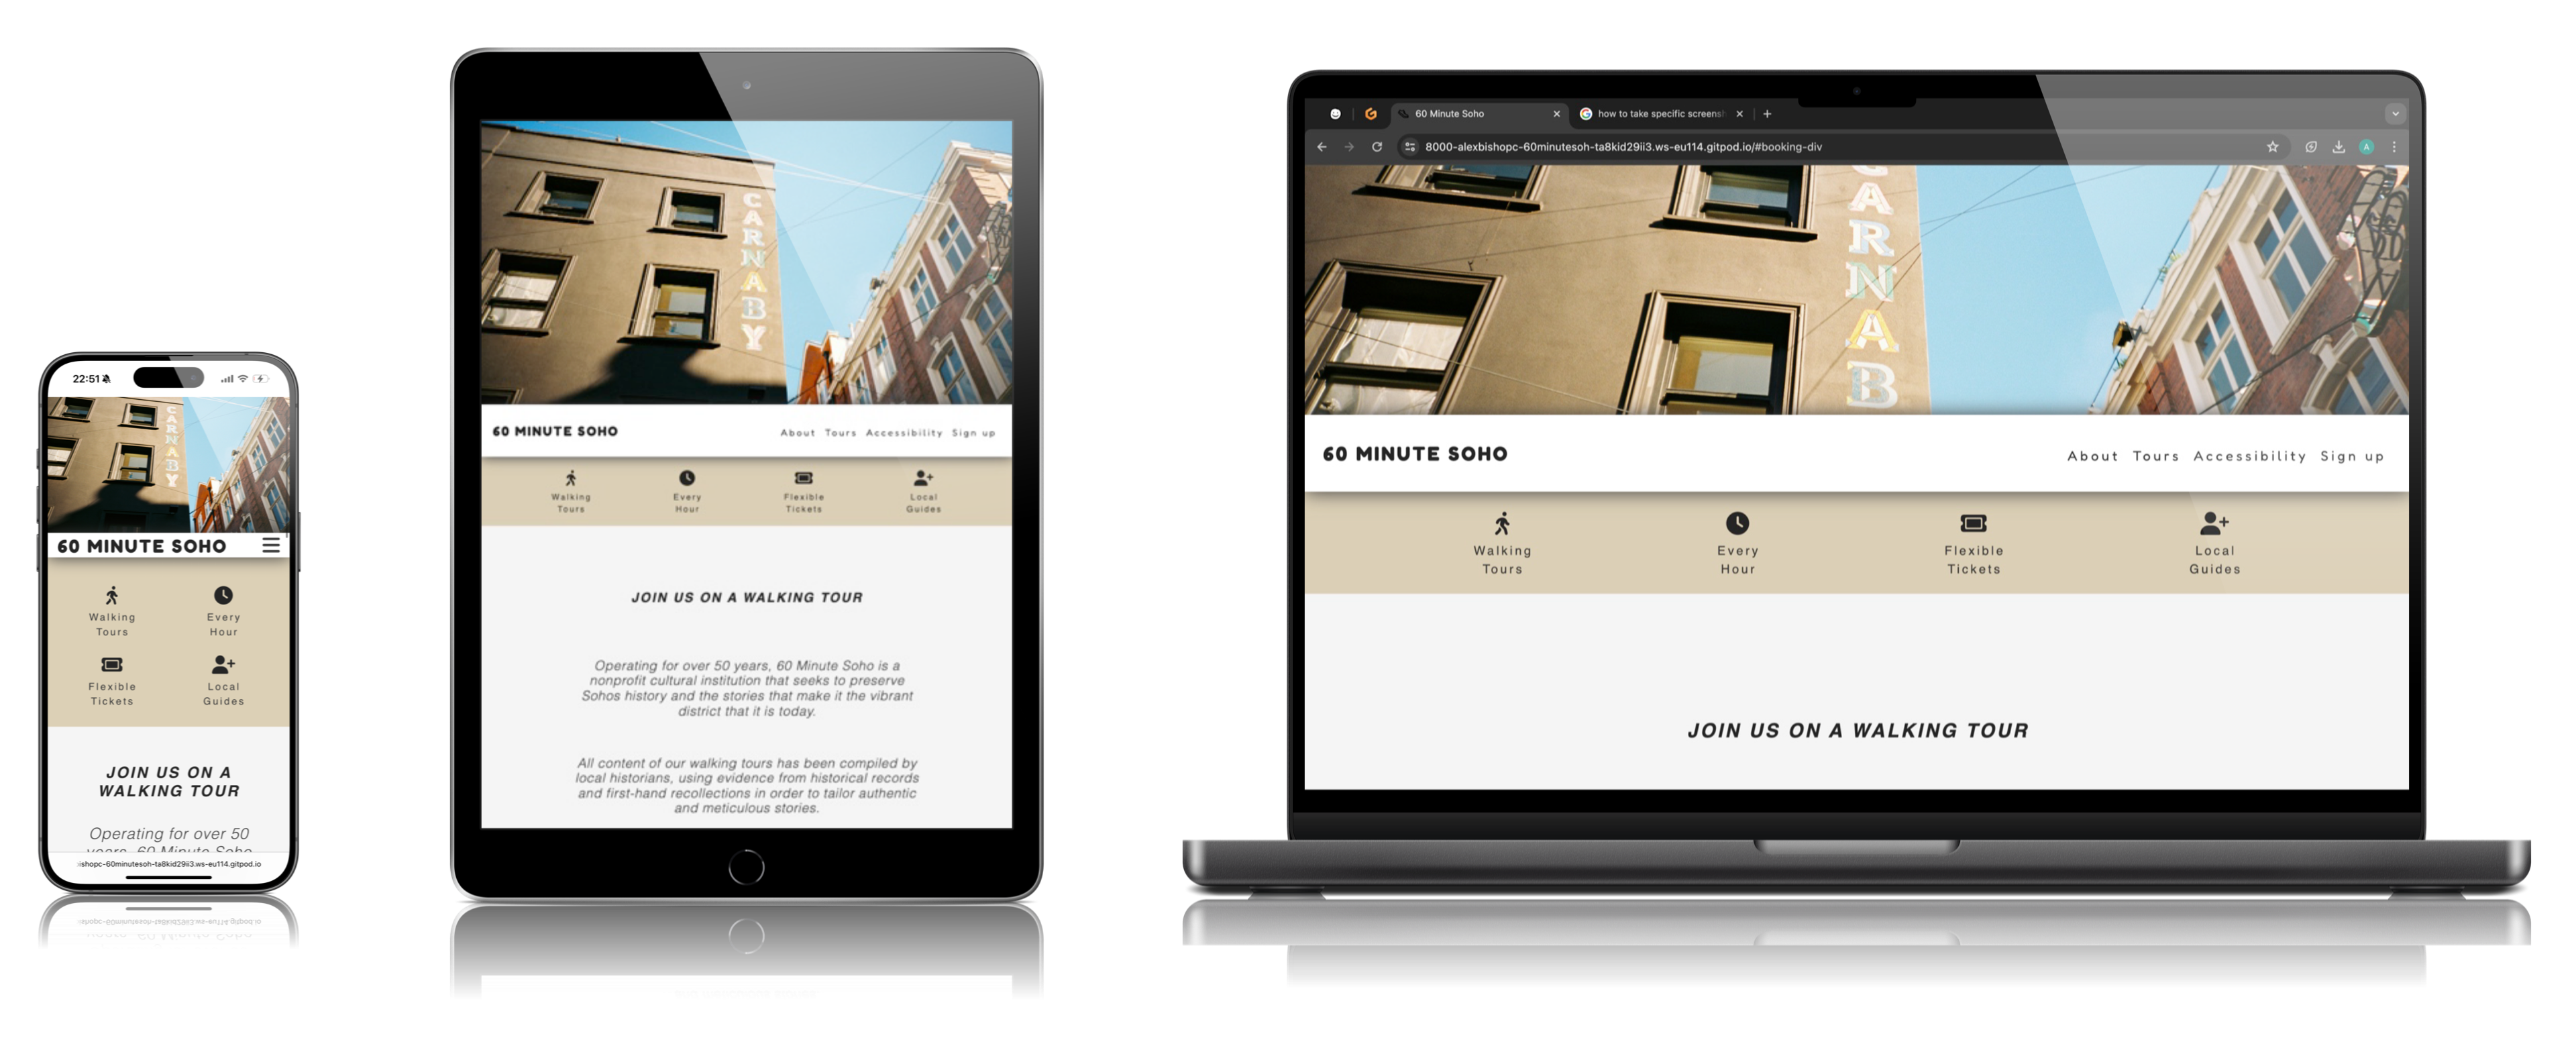 22:51
CARNABY
60 MINUTE SOHO
Walking
Tours
Every
Hour
Flexible
Tickets
Local
Guides
JOIN US ON A
WALKING TOUR
Operating for over 50
years, 60 Minute Soho
ishopc-60minutesoh-ta8kid29ii3.ws-eu114.gitpod.io
CARNABY
60 MINUTE SOHO
About Tours Accessibility Sign up
Walking
Tours
Every
Hour
Flexible
Tickets
Local
Guides
JOIN US ON A WALKING TOUR
Operating for over 50 years, 60 Minute Soho is a
nonprofit cultural institution that seeks to preserve
Sohos history and the stories that make it the vibrant
district that it is today.
All content of our walking tours has been compiled by
local historians, using evidence from historical records
and first-hand recollections in order to tailor authentic
and meticulous stories.
60 Minute Soho
how to take specific screensh
8000-alexbishopc-60minutesoh-ta8kid29ii3.ws-eu114.gitpod.io/#booking-div
A
CARNAB
60 MINUTE SOHO
About Tours Accessibility Sign up
Walking
Tours
Every
Hour
Flexible
Tickets
Local
Guides
JOIN US ON A WALKING TOUR